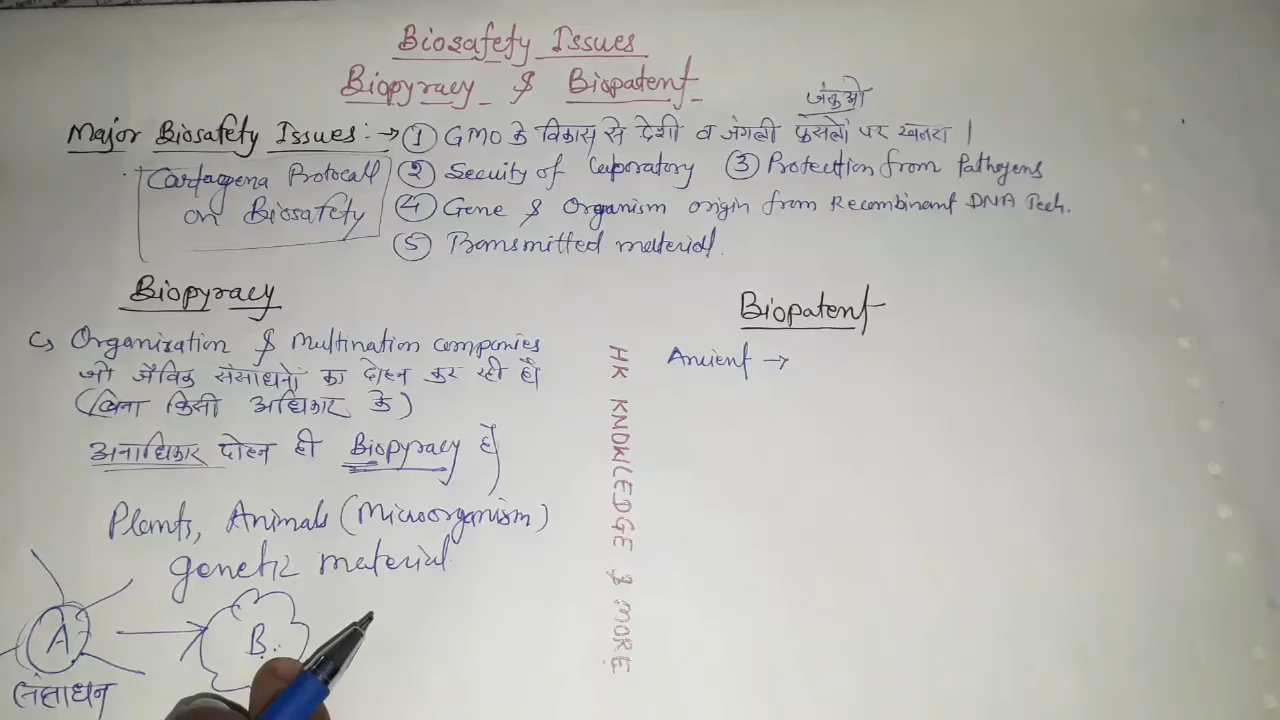 Biosafety Issues
Biopyracy & Biopatent
जंतुओ
Major Biosafety Issues :→ ① GMO के विकास से देशी व जंगली फसलों पर खतरा |
Cartagena Protocall
on Biosafety
② Secuity of Laporatory ③ Protection from Pathogens
④ Gene & Organism origin from Recombinent DNA Tech.
⑤ Transmitted material.
Biopyracy
Organization & Multination companies
जो जैविक संसाधनों का दोहन कर रही हैं
(बिना किसी अधिकार के)
अनाधिकार दोहन ही Biopyracy है
Plants, Animals (Microorganism)
genetic material
A → B
संसाधन
Biopatent
Ancient →
HK KNOWLEDGE & MORE